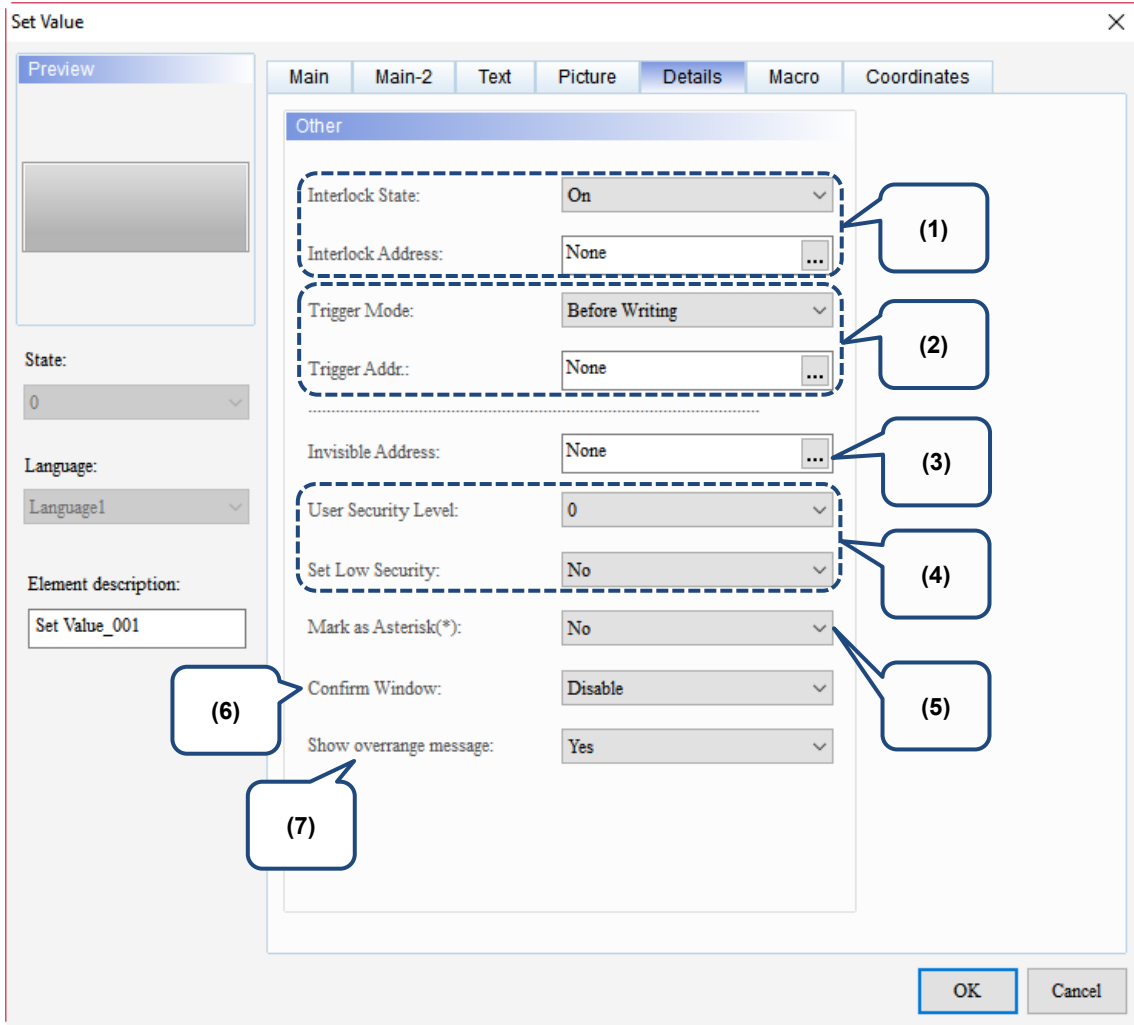 Set Value
Preview
Main Main-2 Text Picture Details Macro Coordinates
Other
Interlock State: On
(1)
Interlock Address: None ...
Trigger Mode: Before Writing
(2)
Trigger Addr.: None ...
State:
0
Invisible Address: None ...
(3)
Language:
Language1
User Security Level: 0
Set Low Security: No
(4)
Element description:
Set Value_001
Mark as Asterisk(*): No
(5)
Confirm Window: Disable
(6)
Show overrange message: Yes
(7)
OK Cancel